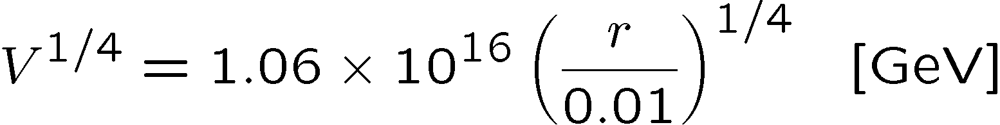 V^{1/4} = 1.06 × 10^{16} (r/0.01)^{1/4} [GeV]